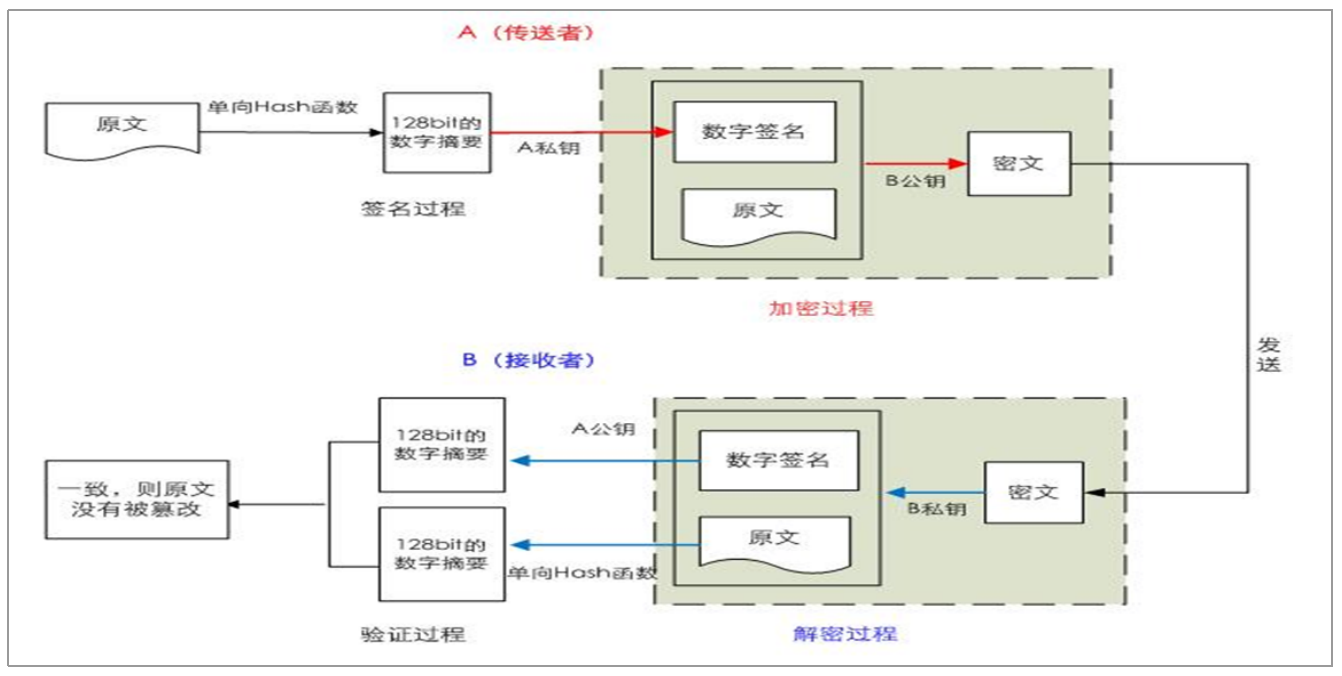 A（传送者）
原文
单向Hash函数
128bit的
数字摘要
A私钥
数字签名
原文
B公钥
密文
签名过程
加密过程
发
送
B（接收者）
128bit的
数字摘要
A公钥
数字签名
密文
B私钥
一致，则原文
没有被篡改
128bit的
数字摘要
单向Hash函数
原文
验证过程
解密过程